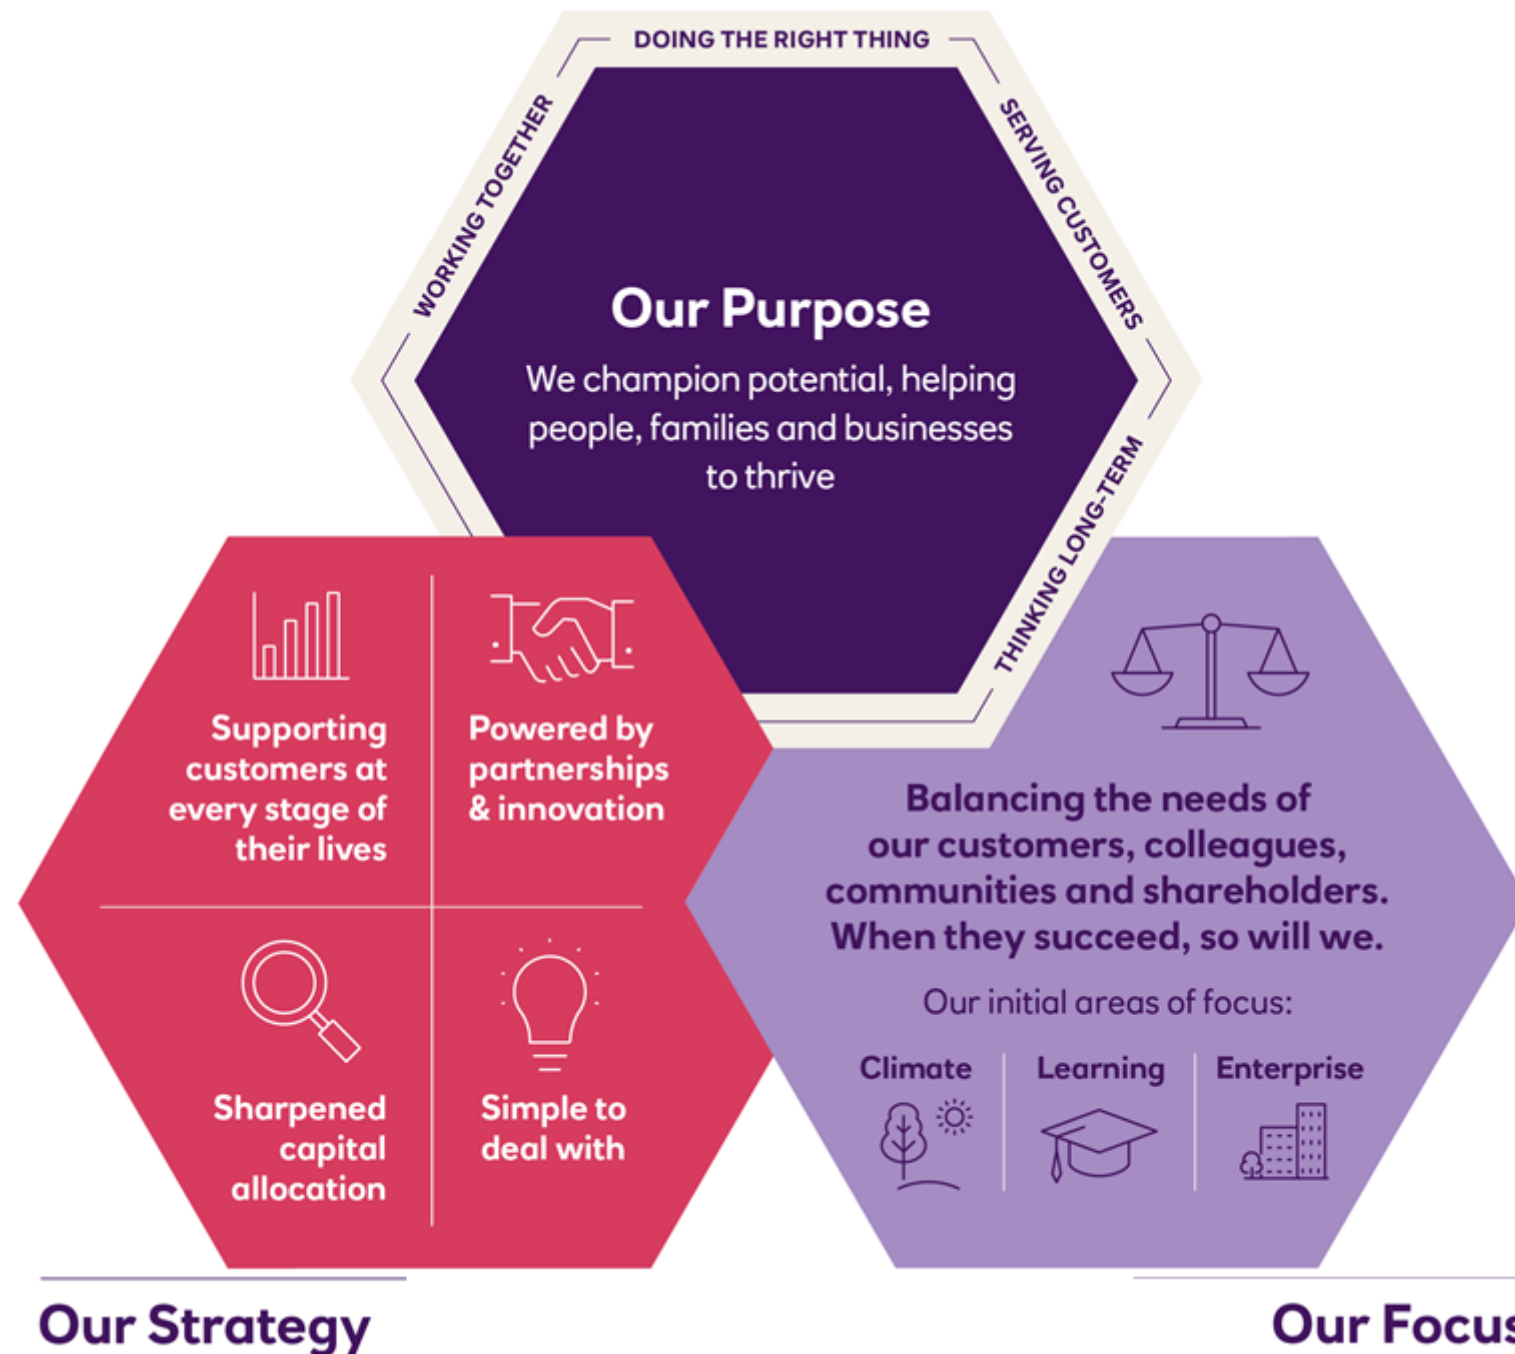 DOING THE RIGHT THING
WORKING TOGETHER
SERVING CUSTOMERS
THINKING LONG-TERM
Our Purpose
We champion potential, helping
people, families and businesses
to thrive
Supporting
customers at
every stage of
their lives
Powered by
partnerships
& innovation
Sharpened
capital
allocation
Simple to
deal with
Balancing the needs of
our customers, colleagues,
communities and shareholders.
When they succeed, so will we.
Our initial areas of focus:
Climate
Learning
Enterprise
Our Strategy
Our Focus